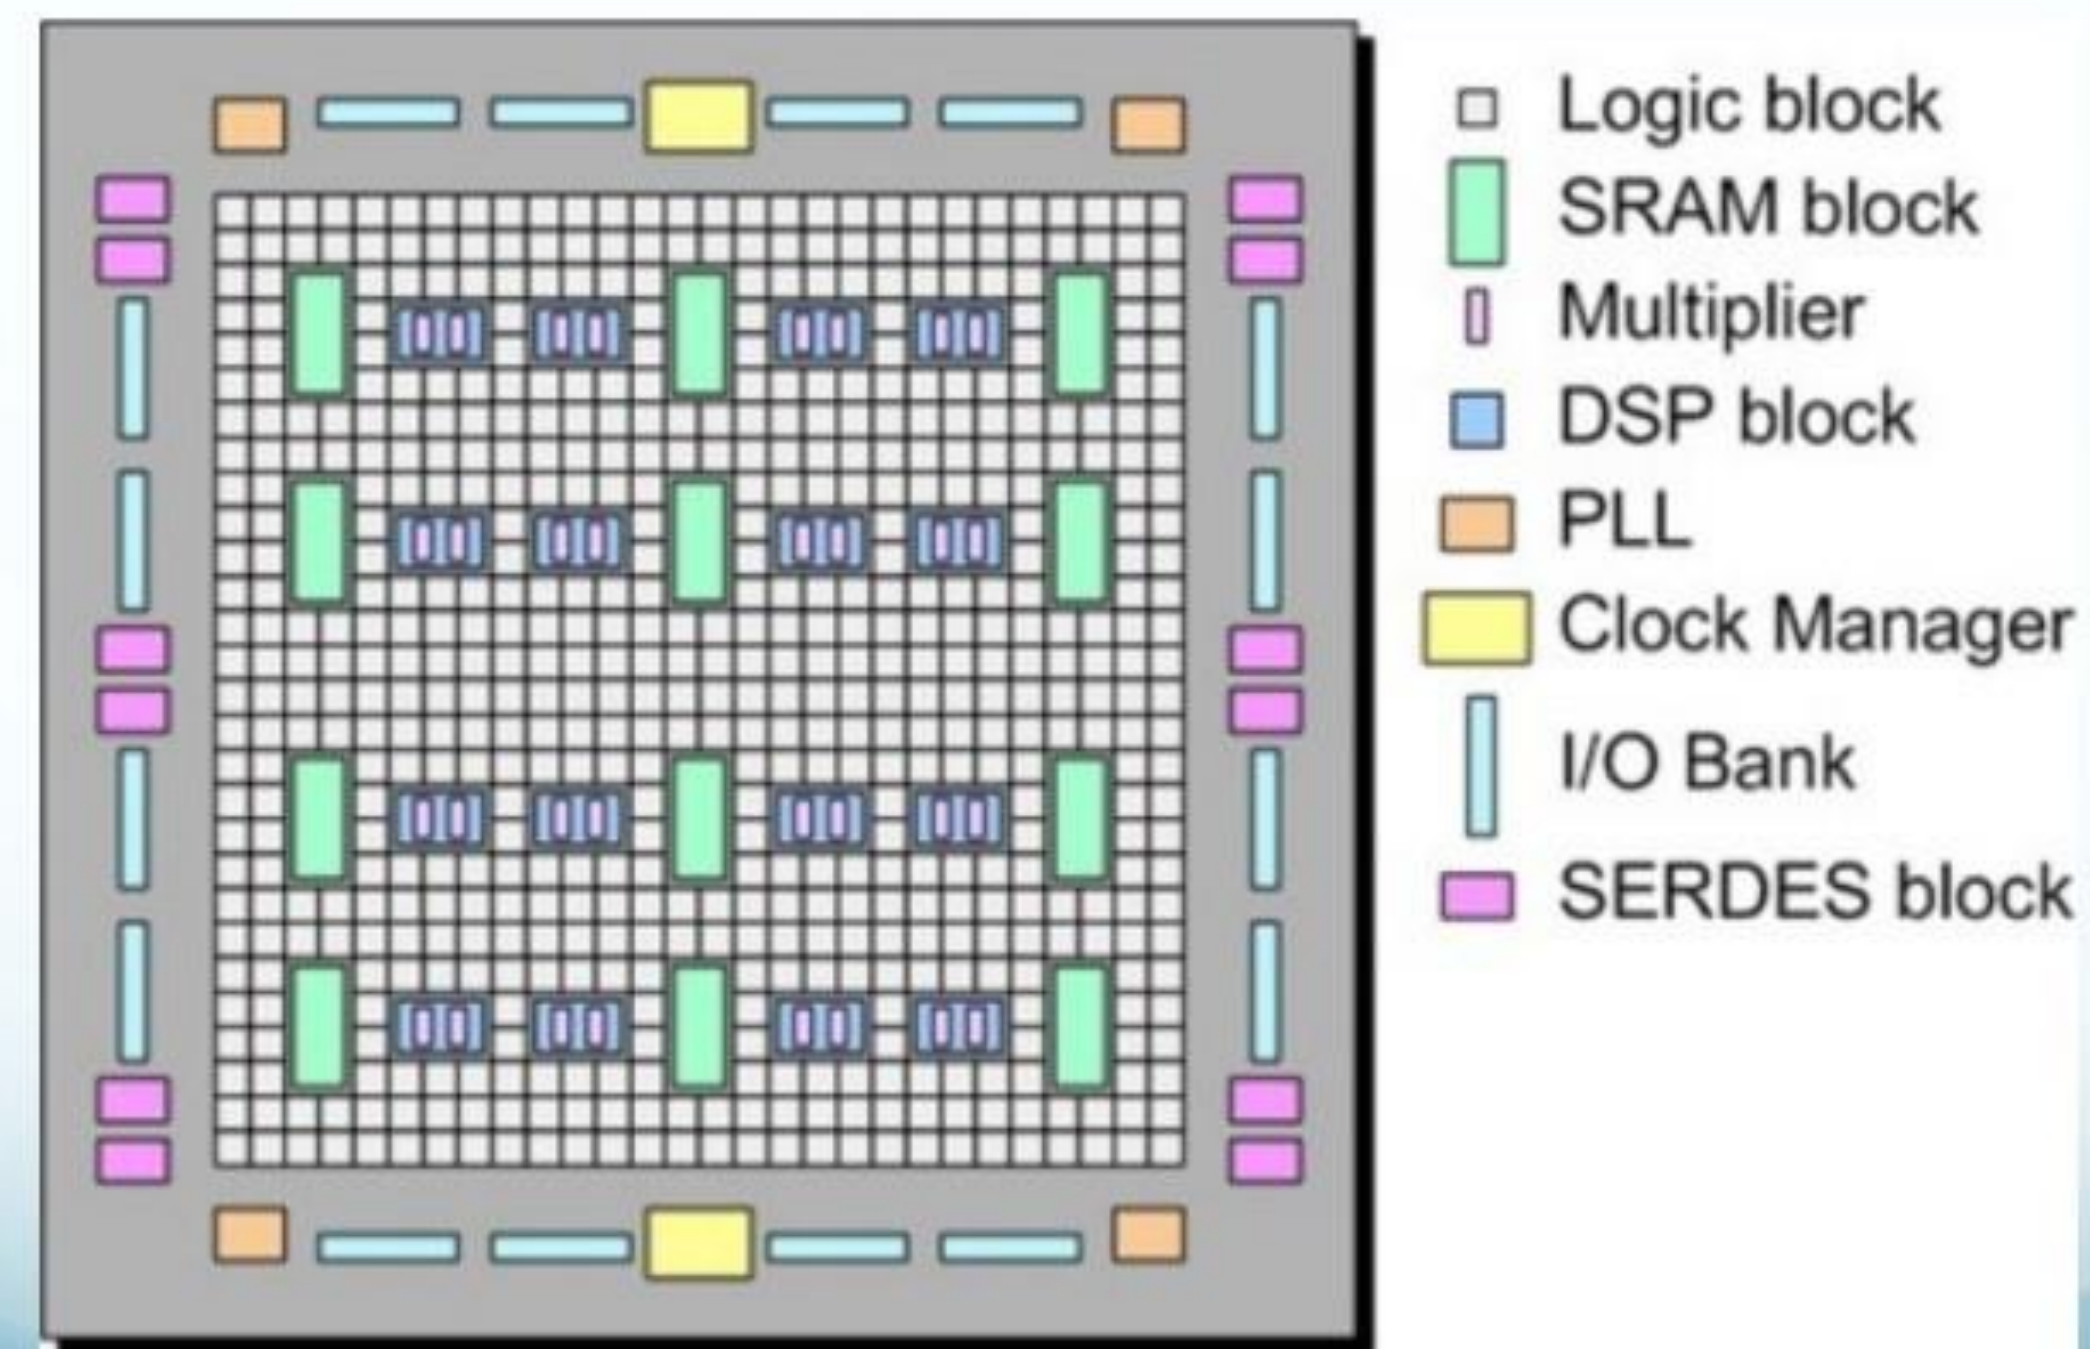 Logic block
SRAM block
Multiplier
DSP block
PLL
Clock Manager
I/O Bank
SERDES block